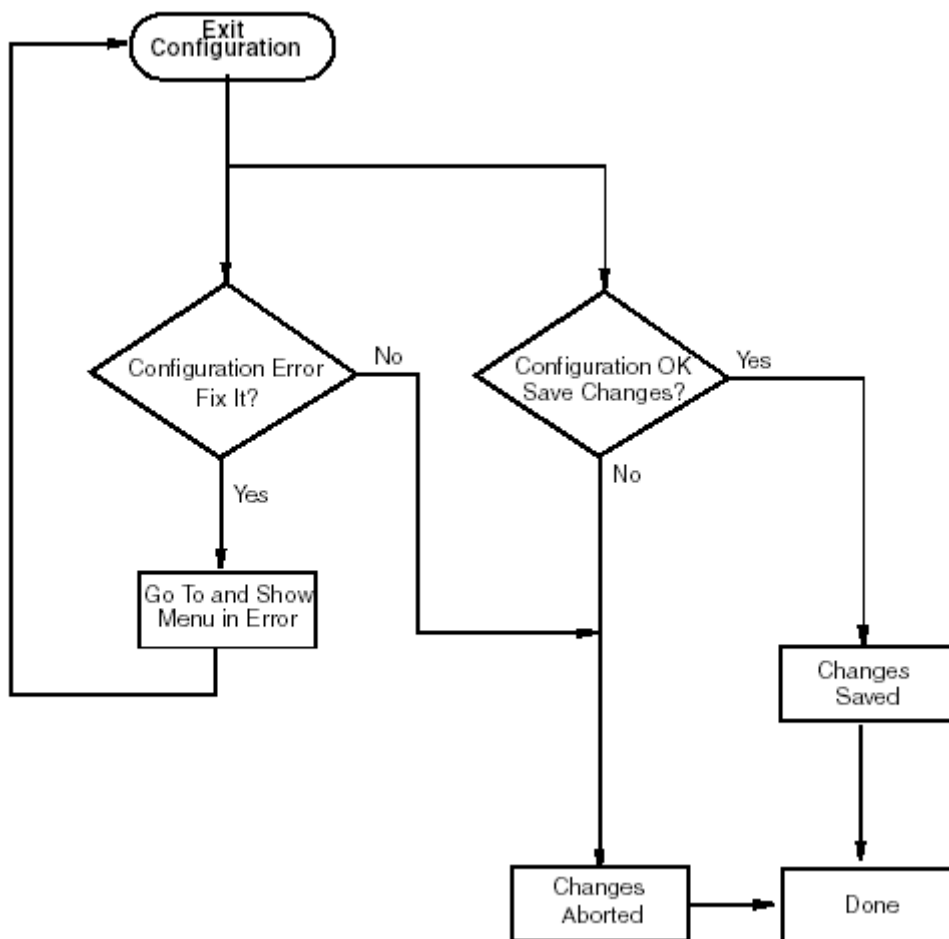 Exit
Configuration
Configuration Error
Fix It?
No
Yes
Configuration OK
Save Changes?
Yes
No
Go To and Show
Menu in Error
Changes
Saved
Changes
Aborted
Done